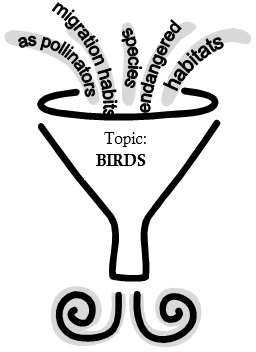 as pollinators
migration habits
species
endangered
habitats
Topic:
BIRDS